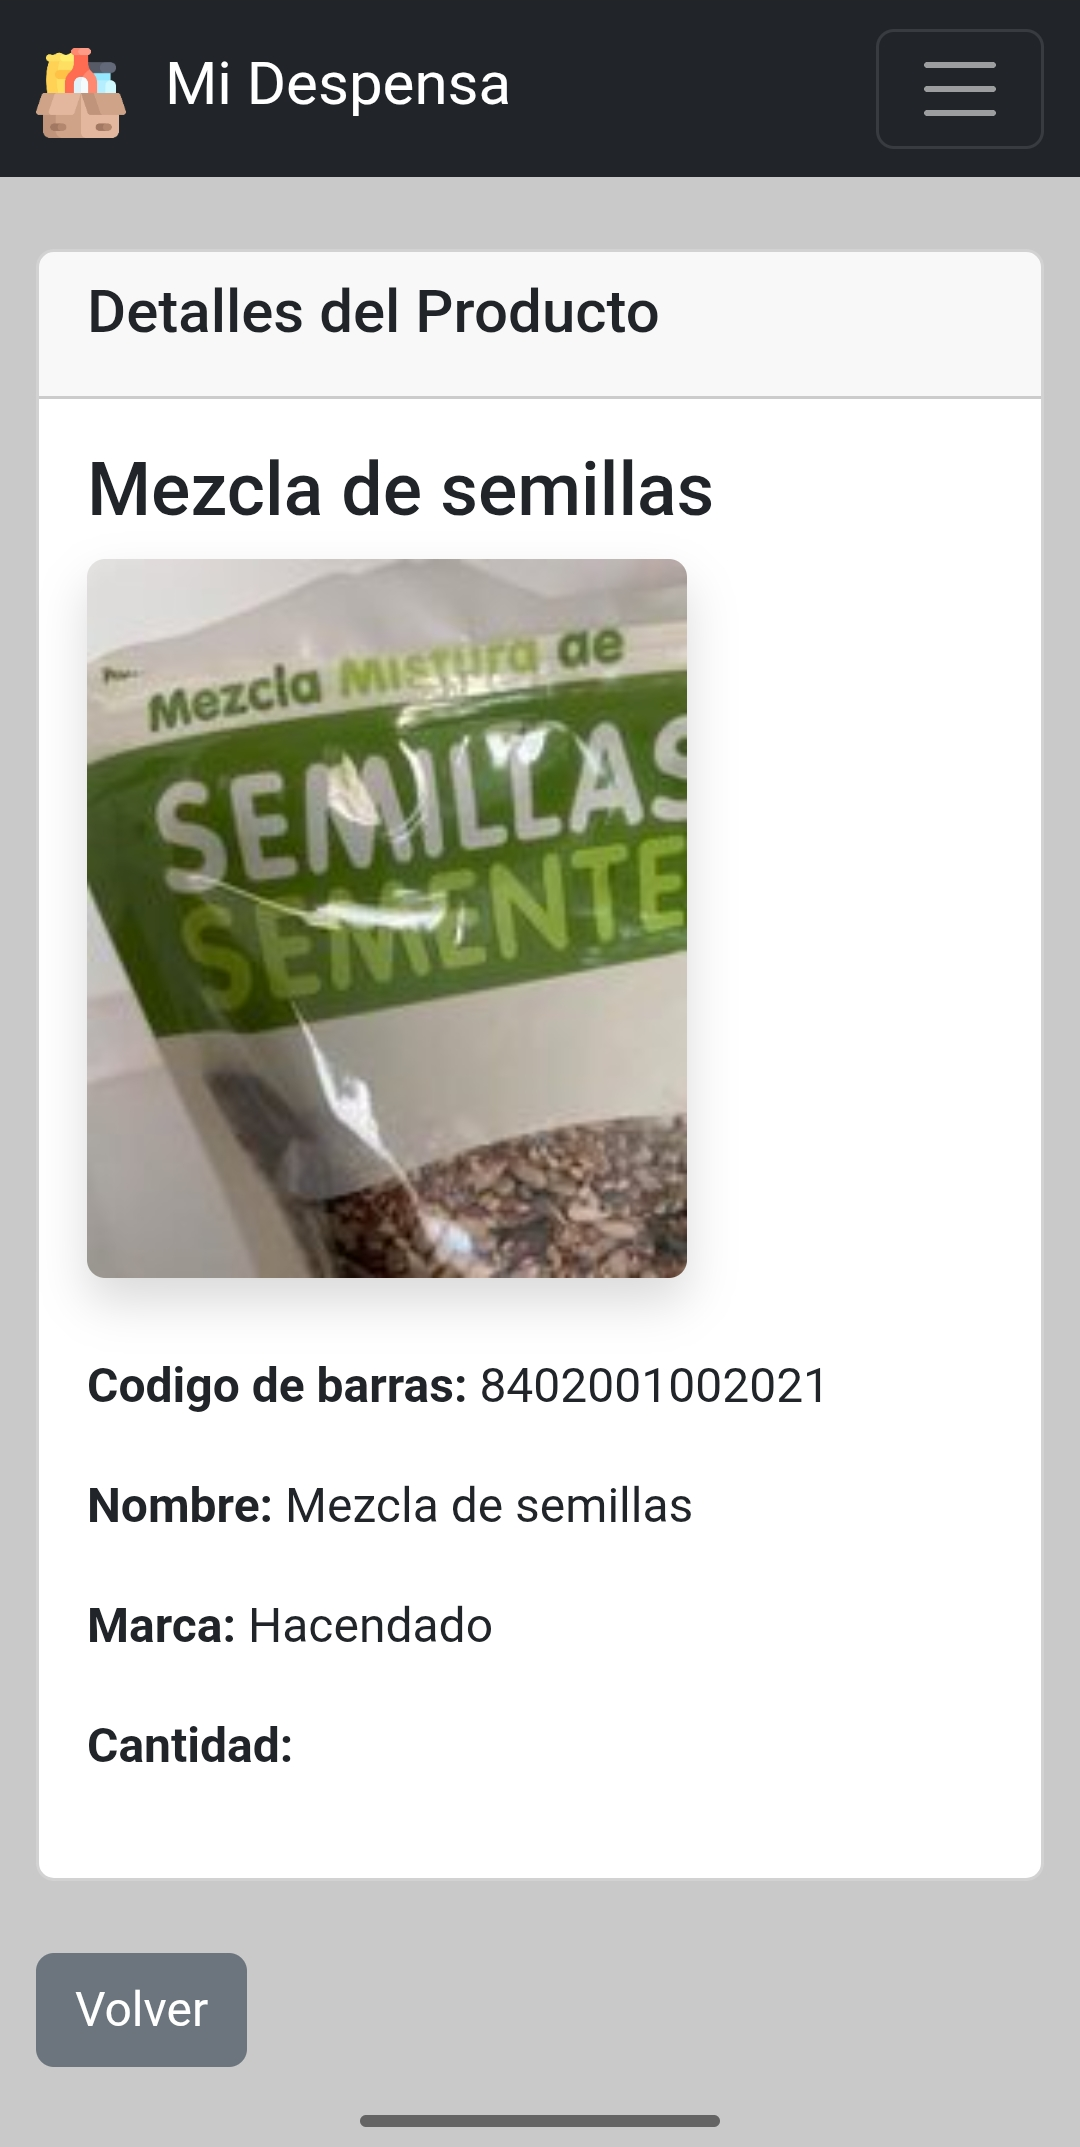 Mi Despensa
Detalles del Producto
Mezcla de semillas
Mezcla Mistura de
SEMILLAS
SEMENTE
Codigo de barras: 8402001002021
Nombre: Mezcla de semillas
Marca: Hacendado
Cantidad:
Volver